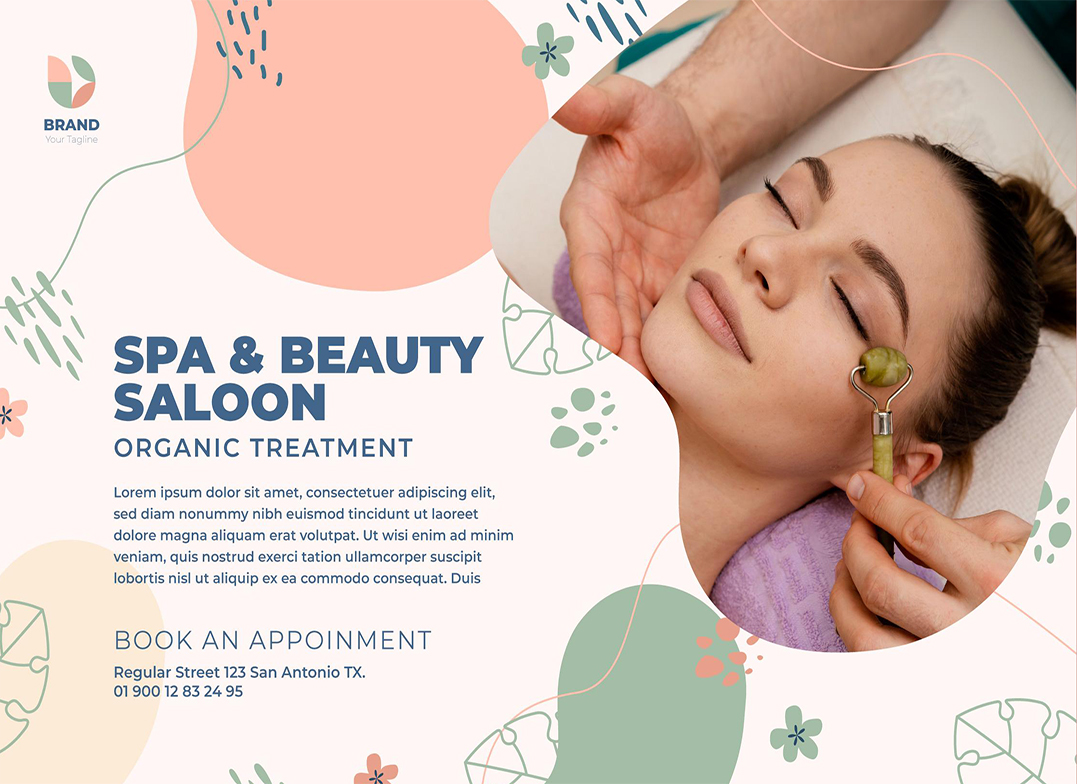 BRAND
Your Tagline
SPA & BEAUTY
SALOON
ORGANIC TREATMENT
Lorem ipsum dolor sit amet, consectetuer adipiscing elit,
sed diam nonummy nibh euismod tincidunt ut laoreet
dolore magna aliquam erat volutpat. Ut wisi enim ad minim
veniam, quis nostrud exerci tation ullamcorper suscipit
lobortis nisl ut aliquip ex ea commodo consequat. Duis
BOOK AN APPOINMENT
Regular Street 123 San Antonio TX.
01 900 12 83 24 95